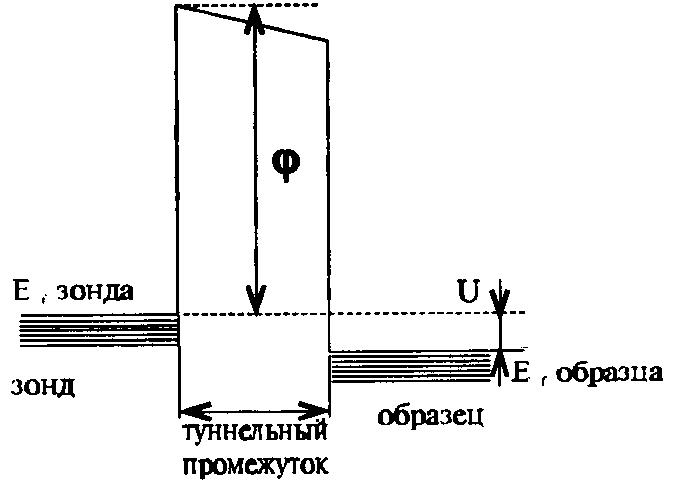 φ
E f зонда
U
зонд
E f образца
образец
туннельный
промежуток